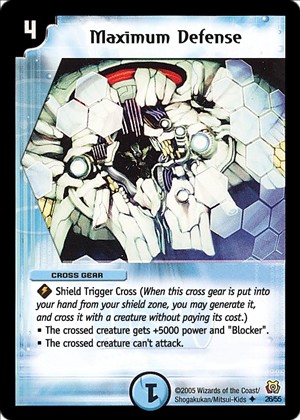 4
Maximum Defense
CROSS GEAR
Shield Trigger Cross (When this cross gear is put into
your hand from your shield zone, you may generate it,
and cross it with a creature without paying its cost.)
▪ The crossed creature gets +5000 power and "Blocker".
▪ The crossed creature can't attack.
1
©2005 Wizards of the Coast/
Shogakukan/Mitsui-Kids ♦ 26/55